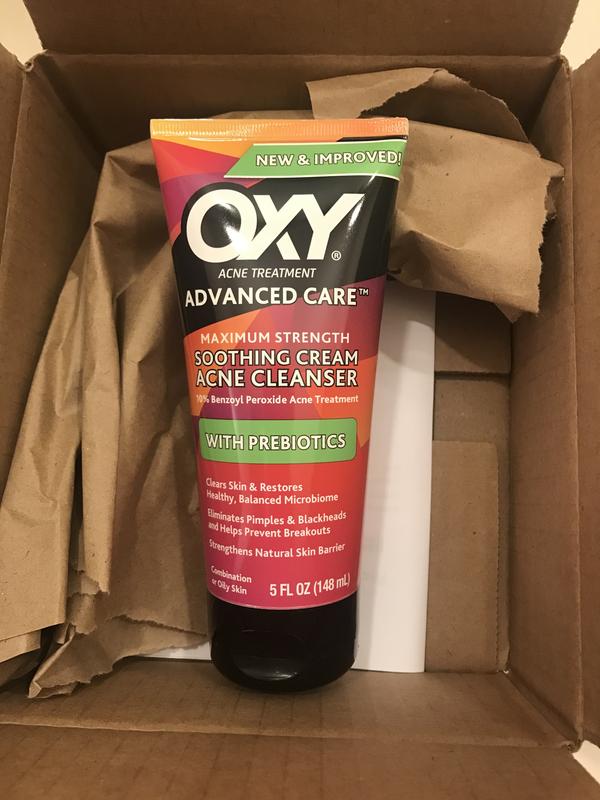 NEW & IMPROVED!
OXY®
ACNE TREATMENT
ADVANCED CARE™
MAXIMUM STRENGTH
SOOTHING CREAM
ACNE CLEANSER
10% Benzoyl Peroxide Acne Treatment
WITH PREBIOTICS
Clears Skin & Restores
Healthy, Balanced Microbiome
Eliminates Pimples & Blackheads
and Helps Prevent Breakouts
Strengthens Natural Skin Barrier
Combination
or Oily Skin
5 FL OZ (148 mL)